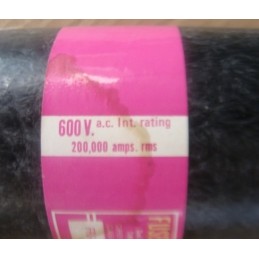 600 V. a.c. Int. rating
200,000 amps. rms